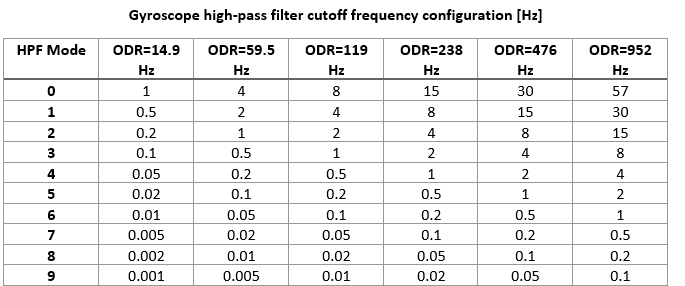 Gyroscope high-pass filter cutoff frequency configuration [Hz]
HPF Mode ODR=14.9 Hz ODR=59.5 Hz ODR=119 Hz ODR=238 Hz ODR=476 Hz ODR=952 Hz
0 1 4 8 15 30 57
1 0.5 2 4 8 15 30
2 0.2 1 2 4 8 15
3 0.1 0.5 1 2 4 8
4 0.05 0.2 0.5 1 2 4
5 0.02 0.1 0.2 0.5 1 2
6 0.01 0.05 0.1 0.2 0.5 1
7 0.005 0.02 0.05 0.1 0.2 0.5
8 0.002 0.01 0.02 0.05 0.1 0.2
9 0.001 0.005 0.01 0.02 0.05 0.1